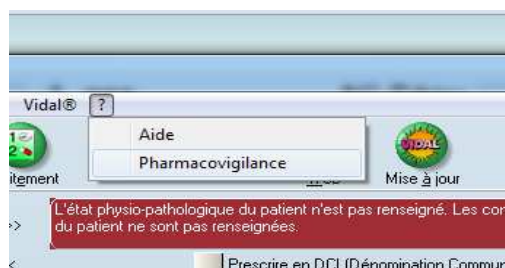 Vidal® ?
Aide
Pharmacovigilance
VIDAL
itement
Mise à jour
>> L'état physio-pathologique du patient n'est pas renseigné. Les con
du patient ne sont pas renseignées.
<
Prescrire en DCI (Dénomination Commun